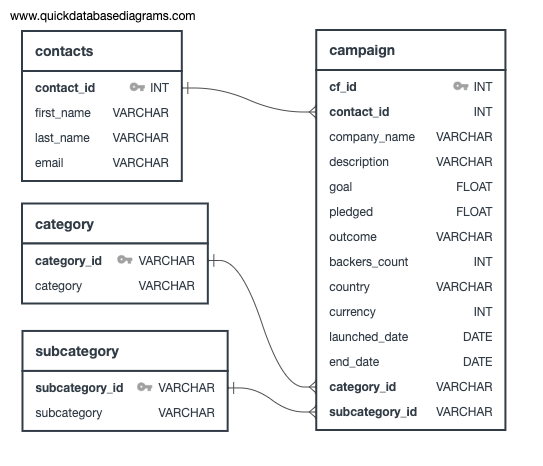 www.quickdatabasediagrams.com
contacts
contact_id INT
first_name VARCHAR
last_name VARCHAR
email VARCHAR
category
category_id VARCHAR
category VARCHAR
subcategory
subcategory_id VARCHAR
subcategory VARCHAR
campaign
cf_id INT
contact_id INT
company_name VARCHAR
description VARCHAR
goal FLOAT
pledged FLOAT
outcome VARCHAR
backers_count INT
country VARCHAR
currency INT
launched_date DATE
end_date DATE
category_id VARCHAR
subcategory_id VARCHAR